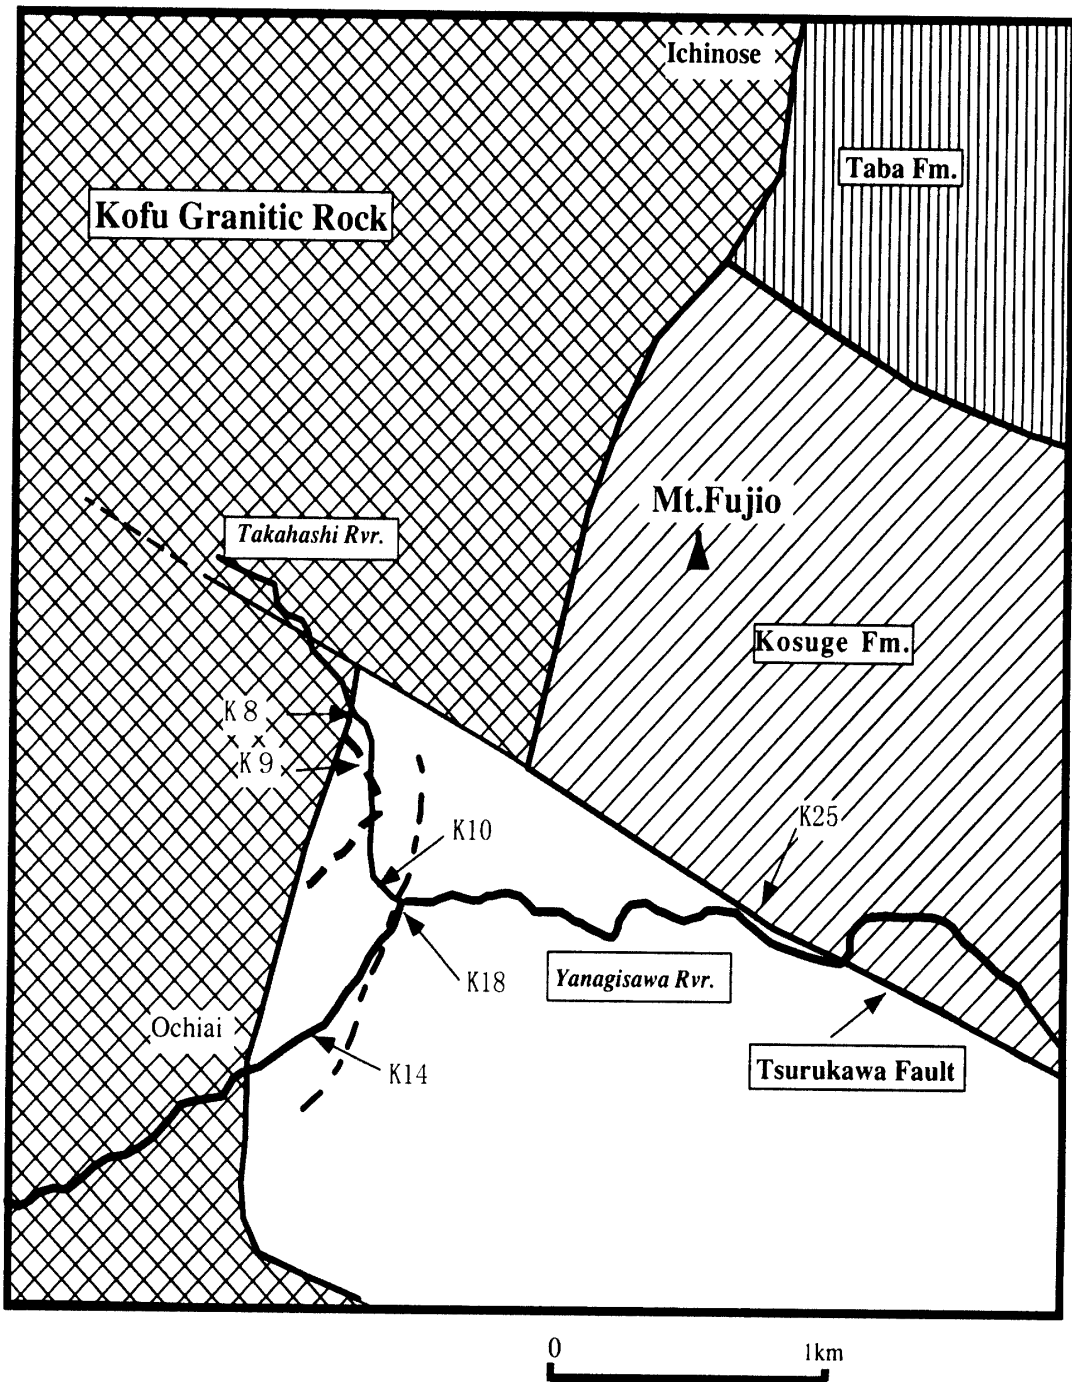 Ichinose
Taba Fm.
Kofu Granitic Rock
Mt.Fujio
Takahashi Rvr.
Kosuge Fm.
K8
K9
K25
K10
K18
Yanagisawa Rvr.
Ochiai
K14
Tsurukawa Fault
0 1km